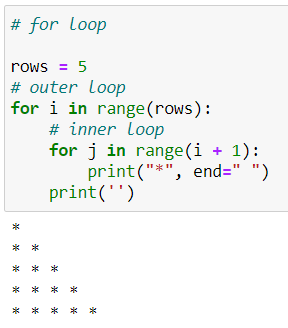 # for loop
rows = 5
# outer loop
for i in range(rows):
    # inner loop
    for j in range(i + 1):
        print("*", end=" ")
    print('')
*
* *
* * *
* * * *
* * * * *